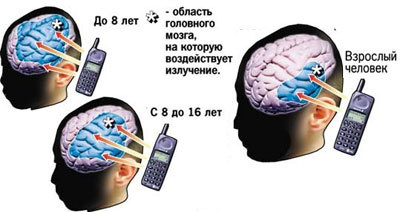 До 8 лет
- область
головного
мозга,
на которую
воздействует
излучение.
Взрослый
человек
С 8 до 16 лет